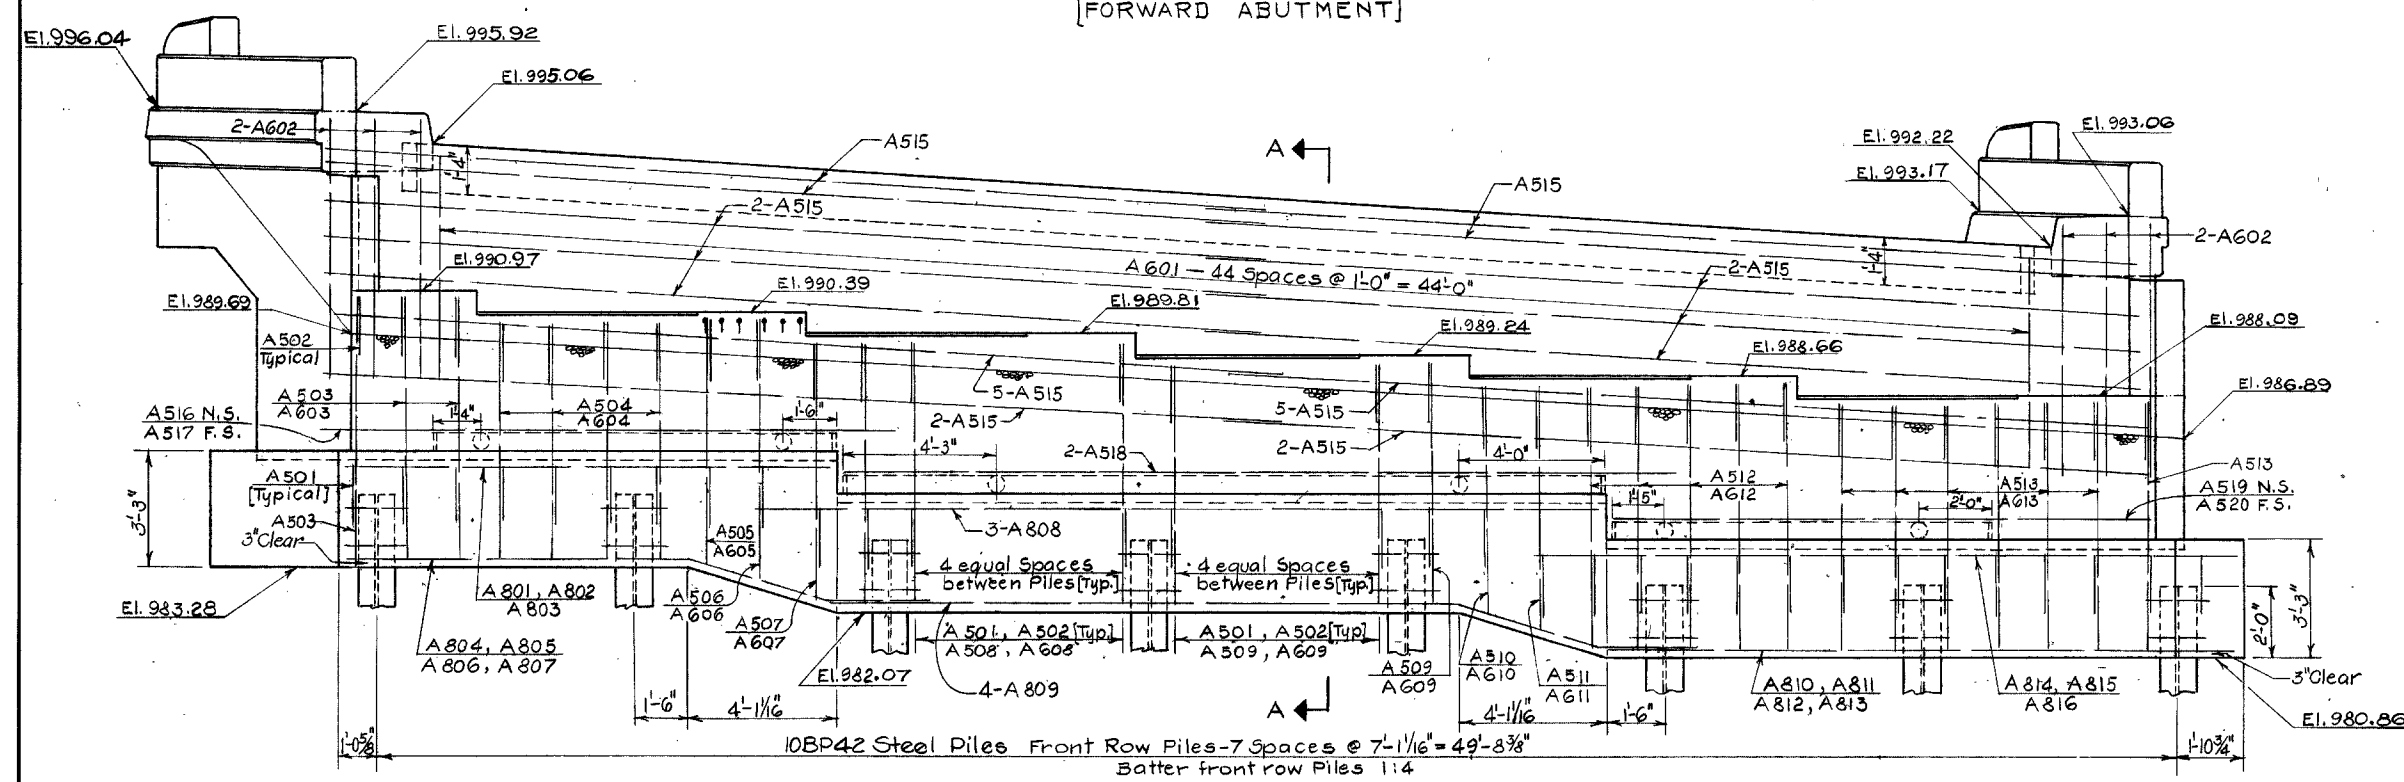 [FORWARD ABUTMENT]
El. 996.04
El. 995.92
El. 995.06
2-A602
1'-4"
A515
2-A515
A
A515
El. 992.22
El. 993.06
El. 993.17
2-A602
1'-4"
El. 990.97
El. 990.39
A601 — 44 Spaces @ 1'-0" = 44'-0"
2-A515
El. 989.69
El. 989.81
El. 989.24
El. 988.66
El. 988.09
A502
Typical
El. 986.89
A503
A603
A504
A604
1'-4"
1'-6"
5-A515
2-A515
5-A515
2-A515
A516 N.S.
A517 F.S.
4'-3"
2-A518
4'-0"
A512
A612
A513
A613
A513
A519 N.S.
A520 F.S.
3'-3"
A501
[Typical]
A503
3"Clear
1'-5"
2'-0"
3-A808
A505
A605
4 equal Spaces
between Piles [Typ.]
4 equal Spaces
between Piles [Typ.]
El. 983.28
A801, A802
A803
A506
A606
A507
A607
A501, A502 [Typ.]
A508, A608
A501, A502 [Typ]
A509, A609
A509
A609
A510
A610
A511
A611
2'-0"
3'-3"
A804, A805
A806, A807
El. 982.07
4-A809
A810, A811
A812, A813
A814, A815
A816
3"Clear
El. 980.86
1'-6"
4'-1 1/16"
A
4'-1 1/16"
1'-6"
1'-0 5/8"
10BP42 Steel Piles Front Row Piles-7 Spaces @ 7'-1 1/16" = 49'-8 3/8"
1'-10 3/4"
Batter front row Piles 1:4